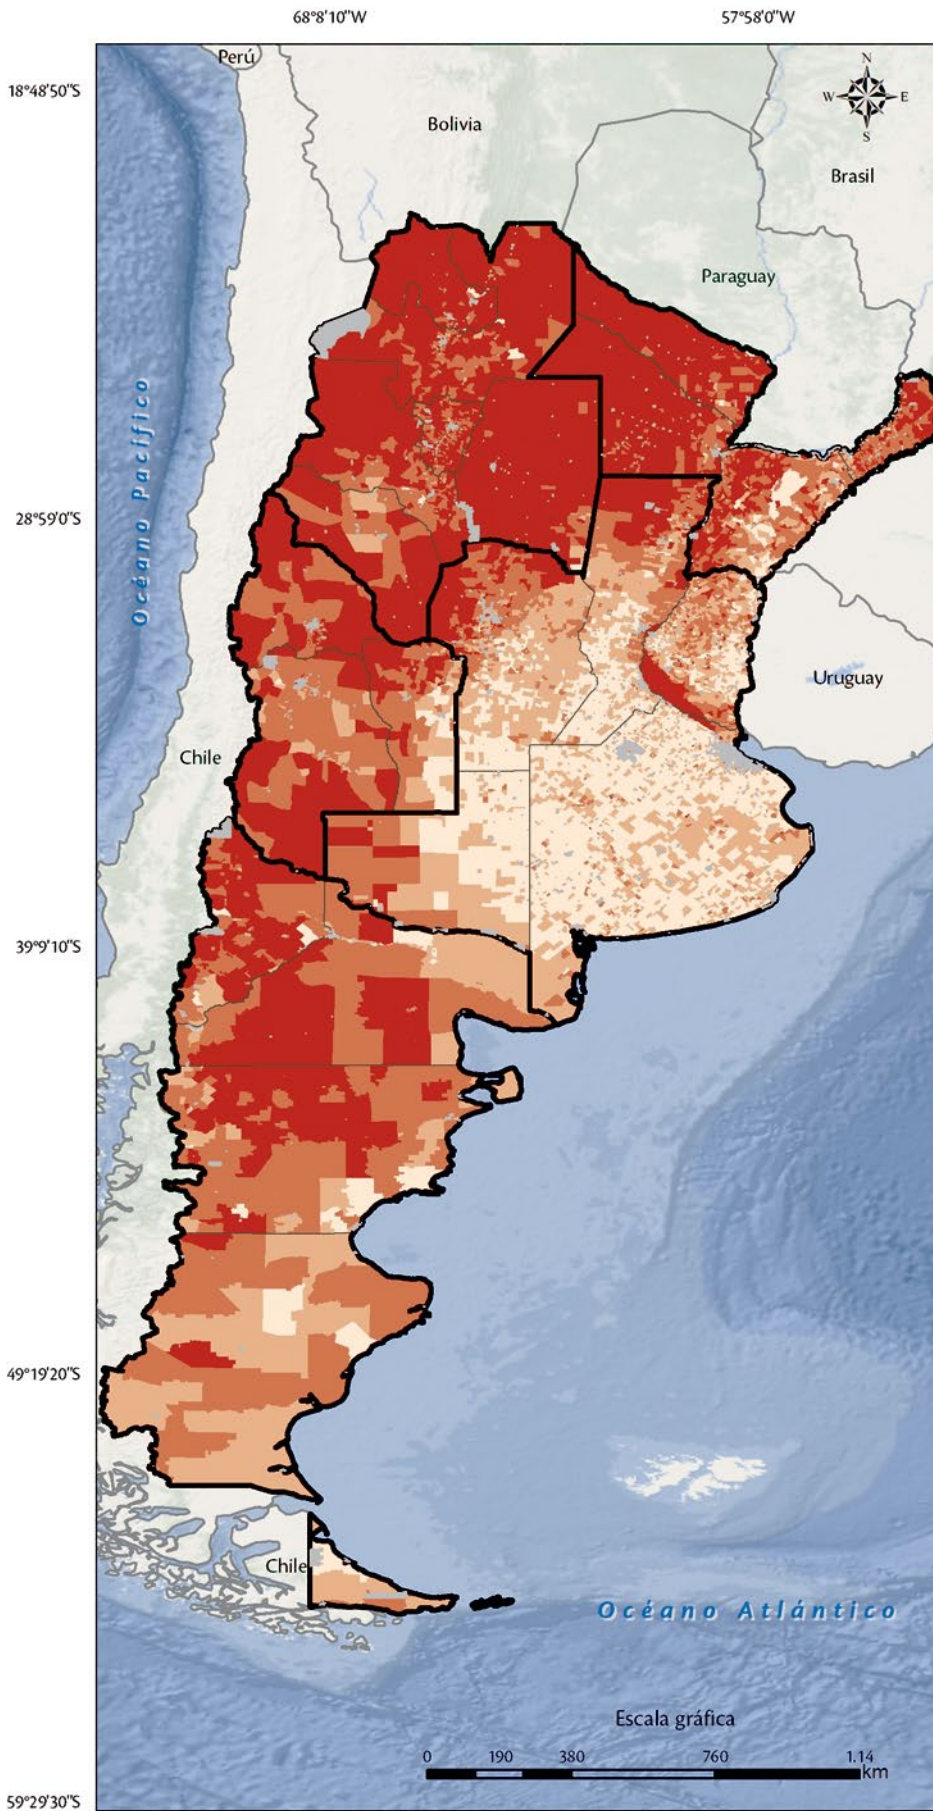 68°8'10"W
57°58'0"W
Perú
18°48'50"S
N
W E
S
Bolivia
Brasil
Paraguay
Océano Pacífico
28°59'0"S
Uruguay
Chile
39°9'10"S
49°19'20"S
Chile
Océano Atlántico
Escala gráfica
0 190 380 760 1.14
km
59°29'30"S